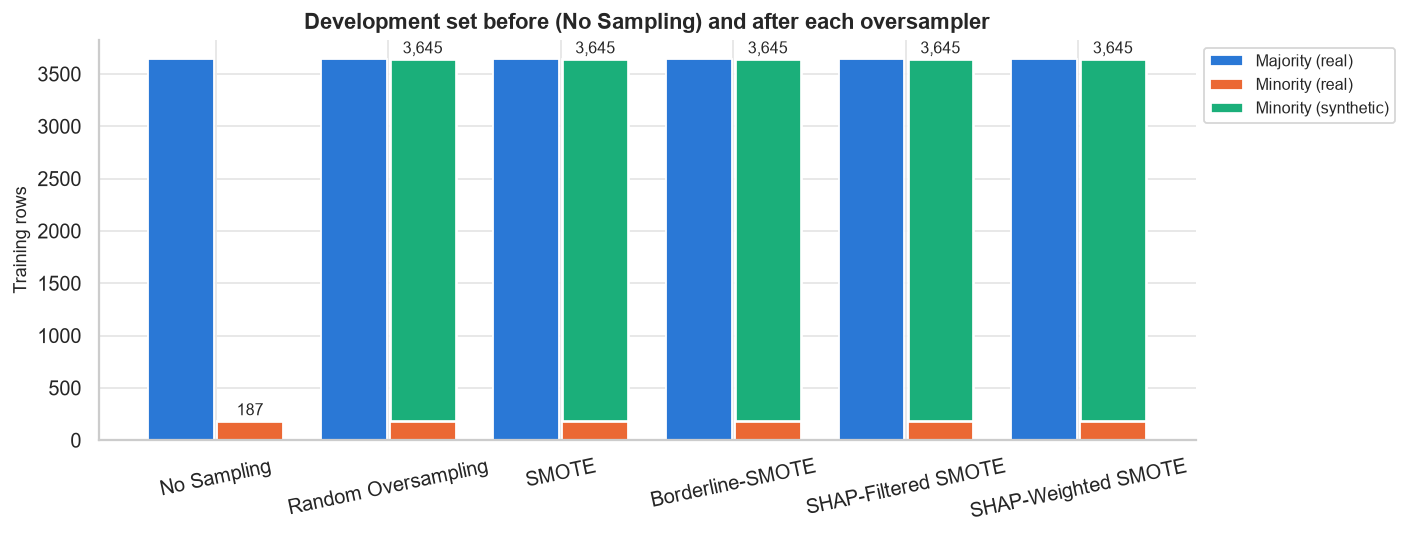 Development set before (No Sampling) and after each oversampler
3,645
3,645
3,645
3,645
3,645
Majority (real)
Minority (real)
Minority (synthetic)
Training rows
3500
3000
2500
2000
1500
1000
500
0
187
No Sampling
Random Oversampling
SMOTE
Borderline-SMOTE
SHAP-Filtered SMOTE
SHAP-Weighted SMOTE